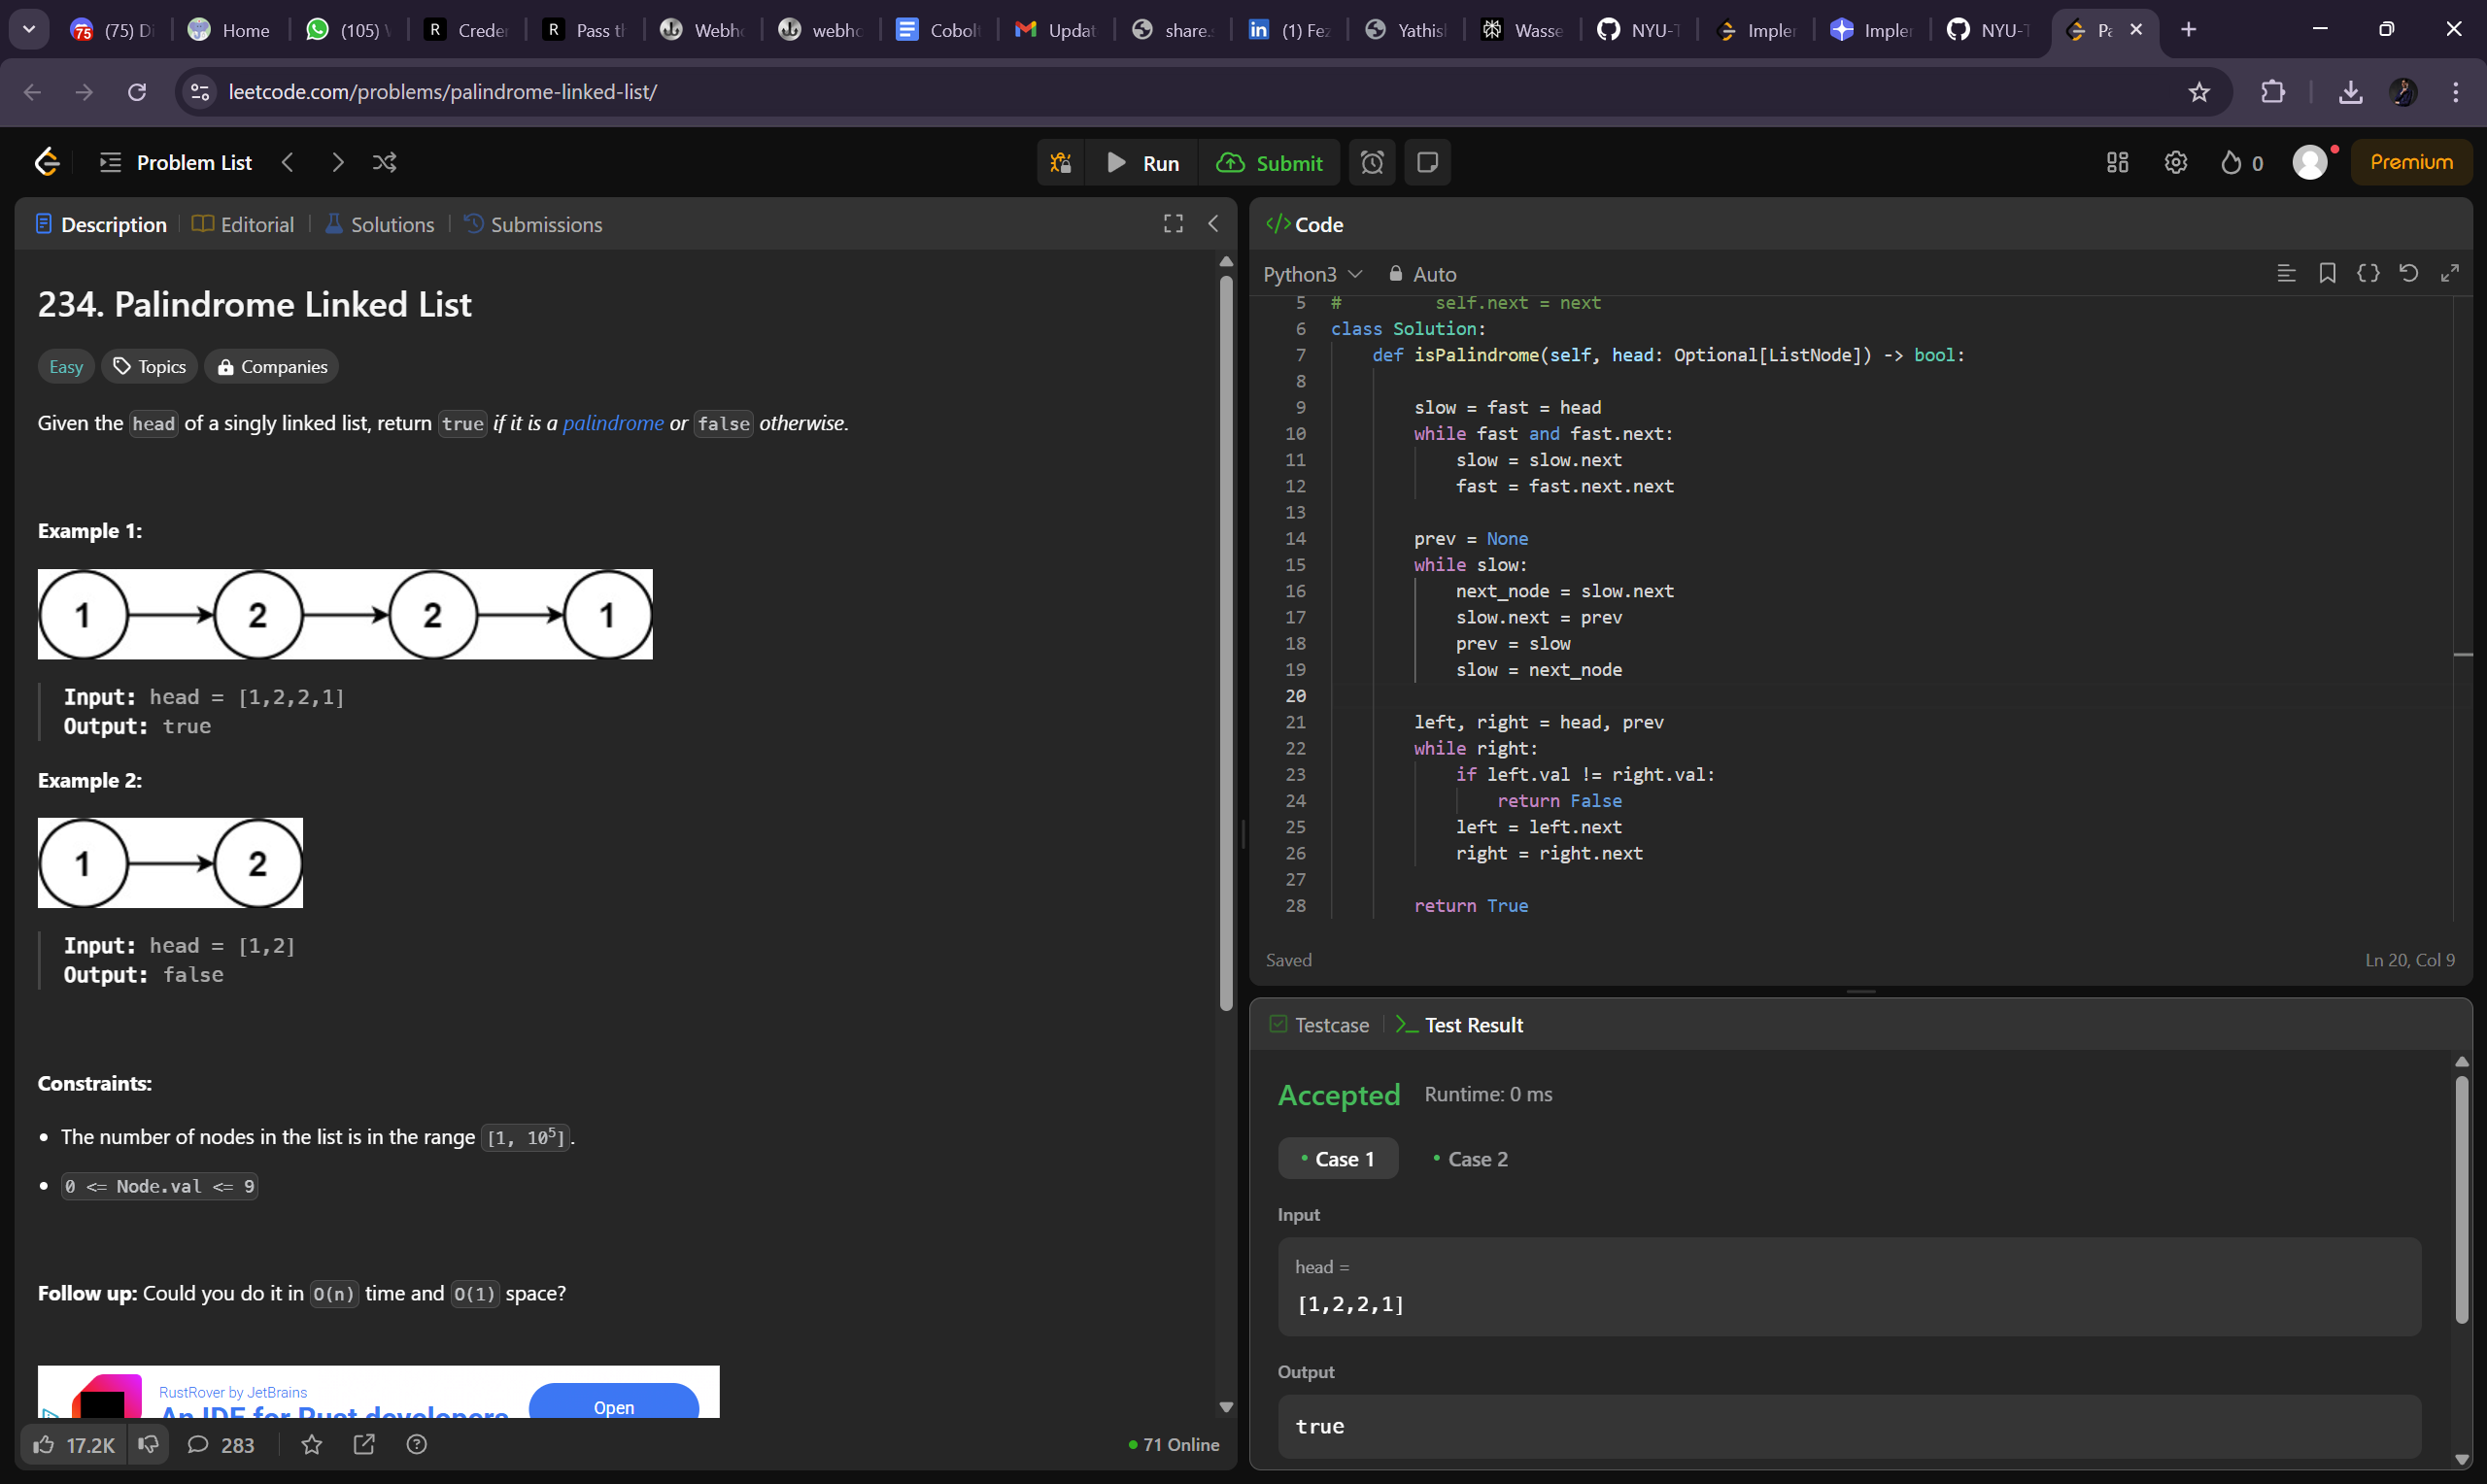 (75) Di
Home
(105) W
Creder
Pass th
Webho
webho
Cobolt
Updat
share.
(1) Fe
Yathis
Wasse
NYU-T
Implem
Implem
NYU-T
Pa
leetcode.com/problems/palindrome-linked-list/
Problem List
Run
Submit
0
Premium
Description
Editorial
Solutions
Submissions
234. Palindrome Linked List
Easy
Topics
Companies
Given the head of a singly linked list, return true if it is a palindrome or false otherwise.
Example 1:
1 2 2 1
Input: head = [1,2,2,1]
Output: true
Example 2:
1 2
Input: head = [1,2]
Output: false
Constraints:
• The number of nodes in the list is in the range [1, 10⁵].
• 0 <= Node.val <= 9
Follow up: Could you do it in O(n) time and O(1) space?
RustRover by JetBrains
An IDE for Rust developers
Open
17.2K
283
71 Online
</> Code
Python3
Auto
5 # self.next = next
6 class Solution:
7 def isPalindrome(self, head: Optional[ListNode]) -> bool:
8
9 slow = fast = head
10 while fast and fast.next:
11 slow = slow.next
12 fast = fast.next.next
13
14 prev = None
15 while slow:
16 next_node = slow.next
17 slow.next = prev
18 prev = slow
19 slow = next_node
20
21 left, right = head, prev
22 while right:
23 if left.val != right.val:
24 return False
25 left = left.next
26 right = right.next
27
28 return True
Saved
Ln 20, Col 9
Testcase
>_ Test Result
Accepted
Runtime: 0 ms
• Case 1
• Case 2
Input
head =
[1,2,2,1]
Output
true